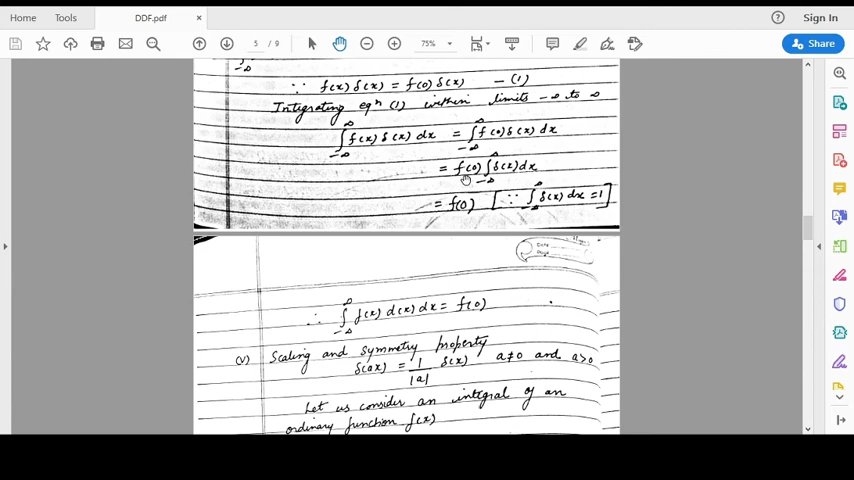 Home Tools DDF.pdf × Sign In
5 / 9 75% Share
∵ f(x) δ(x) = f(0) δ(x) — (1)
Integrating eqn (1) within limits -∞ to ∞
∫_{-∞}^{∞} f(x) δ(x) dx = ∫_{-∞}^{∞} f(0) δ(x) dx
= f(0) ∫_{-∞}^{∞} δ(x) dx
= f(0) [∵ ∫_{-∞}^{∞} δ(x) dx = 1]
Date
Page
∴ ∫_{-∞}^{∞} f(x) d(x) dx = f(0)
(V) Scaling and symmetry property
δ(ax) = 1/|a| δ(x) a≠0 and a>0
Let us consider an integral of an
ordinary function f(x)